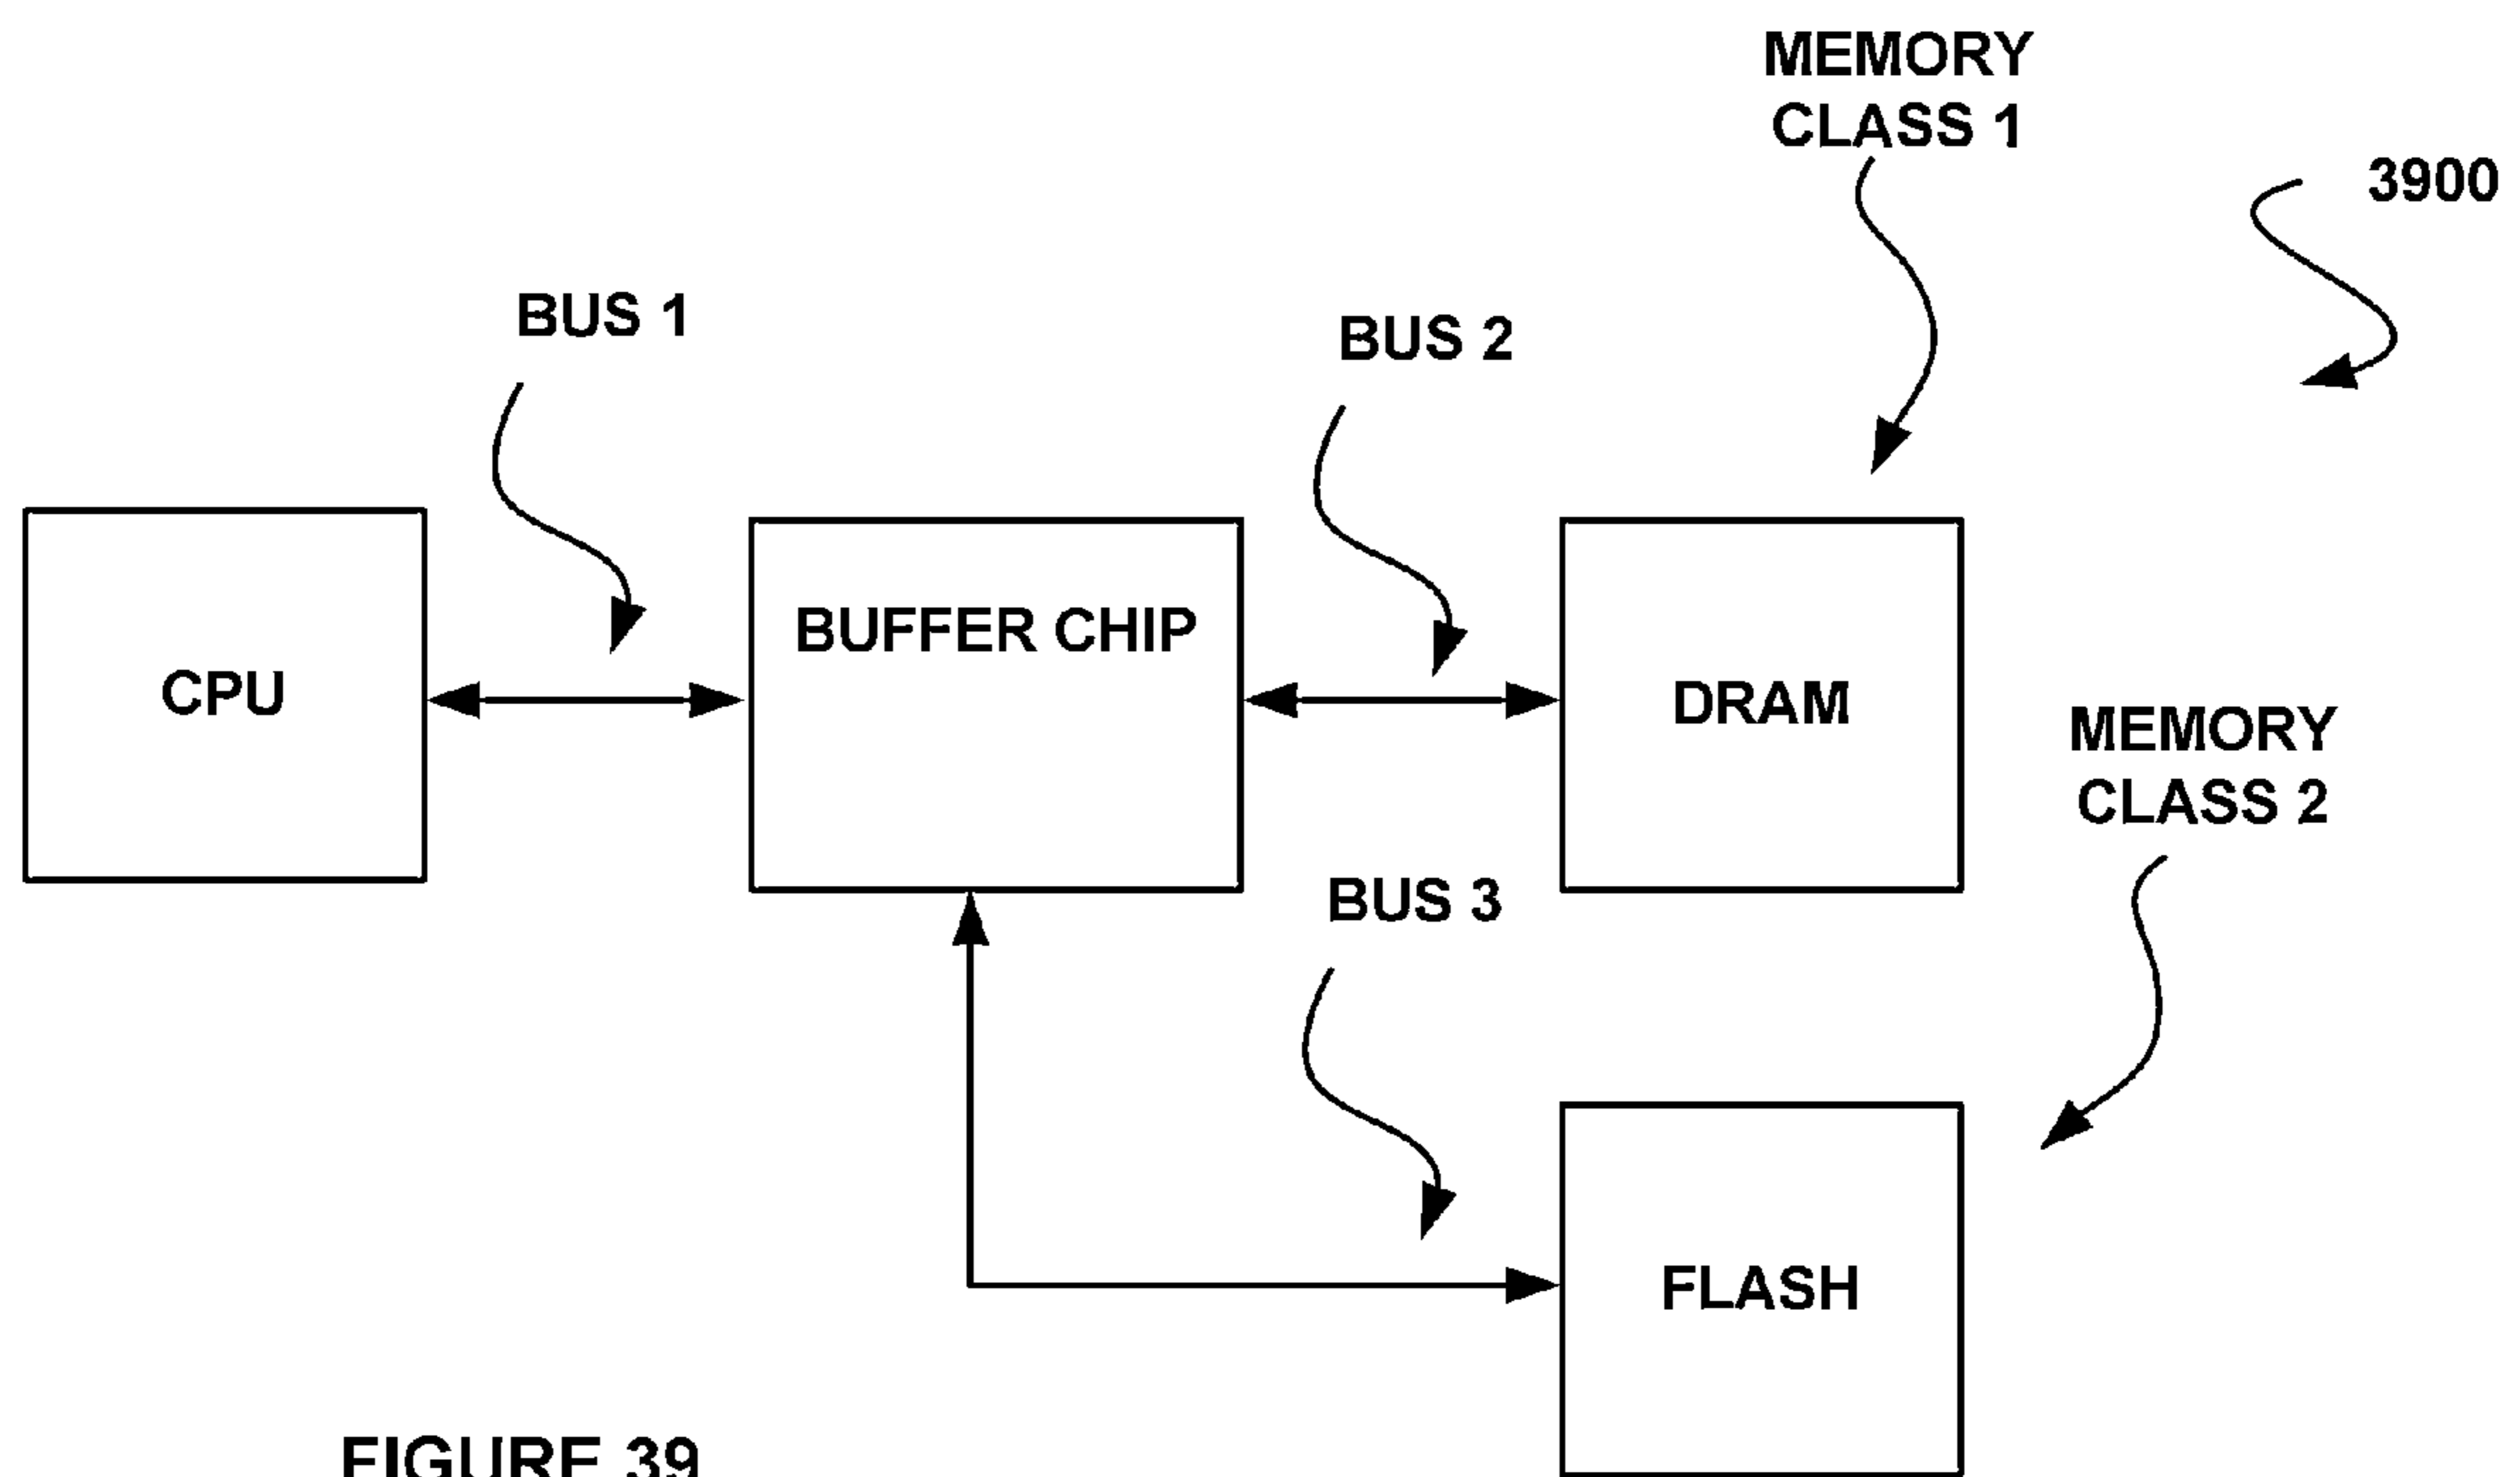 MEMORY
CLASS 1
3900
BUS 1
BUS 2
CPU
BUFFER CHIP
DRAM
MEMORY
CLASS 2
BUS 3
FLASH
FIGURE 39